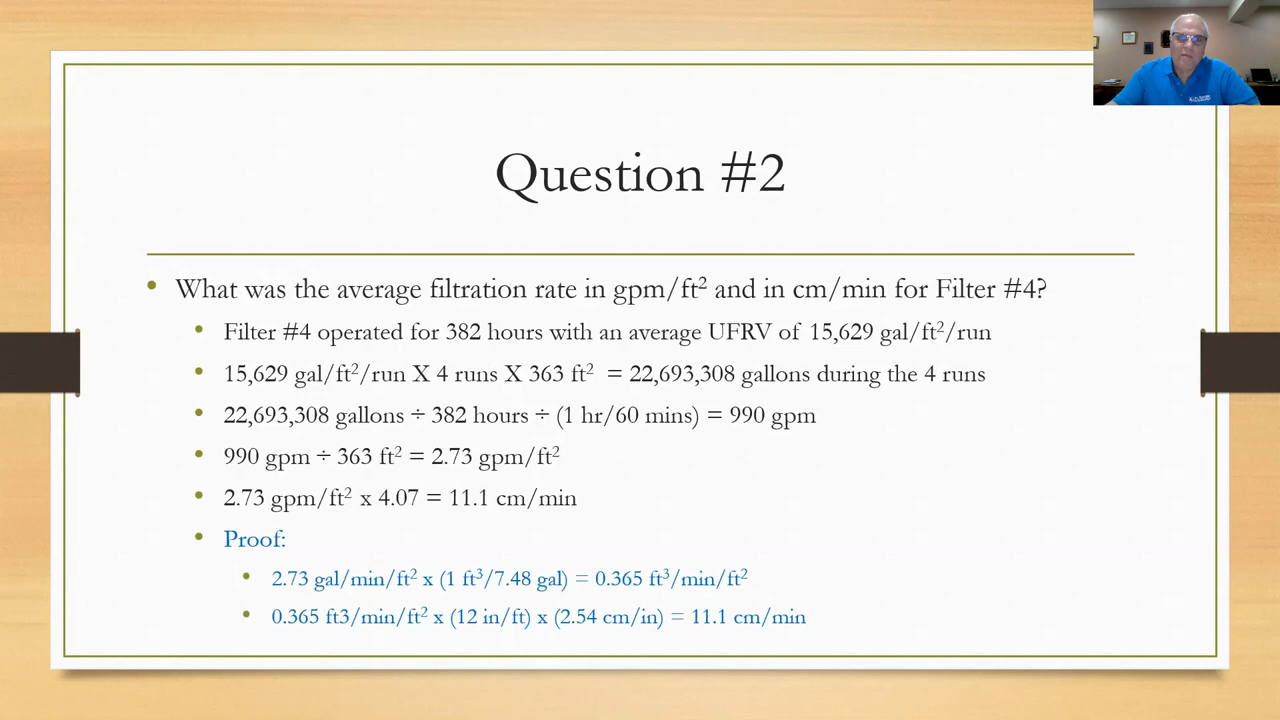 Question #2
• What was the average filtration rate in gpm/ft² and in cm/min for Filter #4?
• Filter #4 operated for 382 hours with an average UFRV of 15,629 gal/ft²/run
• 15,629 gal/ft²/run X 4 runs X 363 ft² = 22,693,308 gallons during the 4 runs
• 22,693,308 gallons ÷ 382 hours ÷ (1 hr/60 mins) = 990 gpm
• 990 gpm ÷ 363 ft² = 2.73 gpm/ft²
• 2.73 gpm/ft² x 4.07 = 11.1 cm/min
• Proof:
• 2.73 gal/min/ft² x (1 ft³/7.48 gal) = 0.365 ft³/min/ft²
• 0.365 ft3/min/ft² x (12 in/ft) x (2.54 cm/in) = 11.1 cm/min